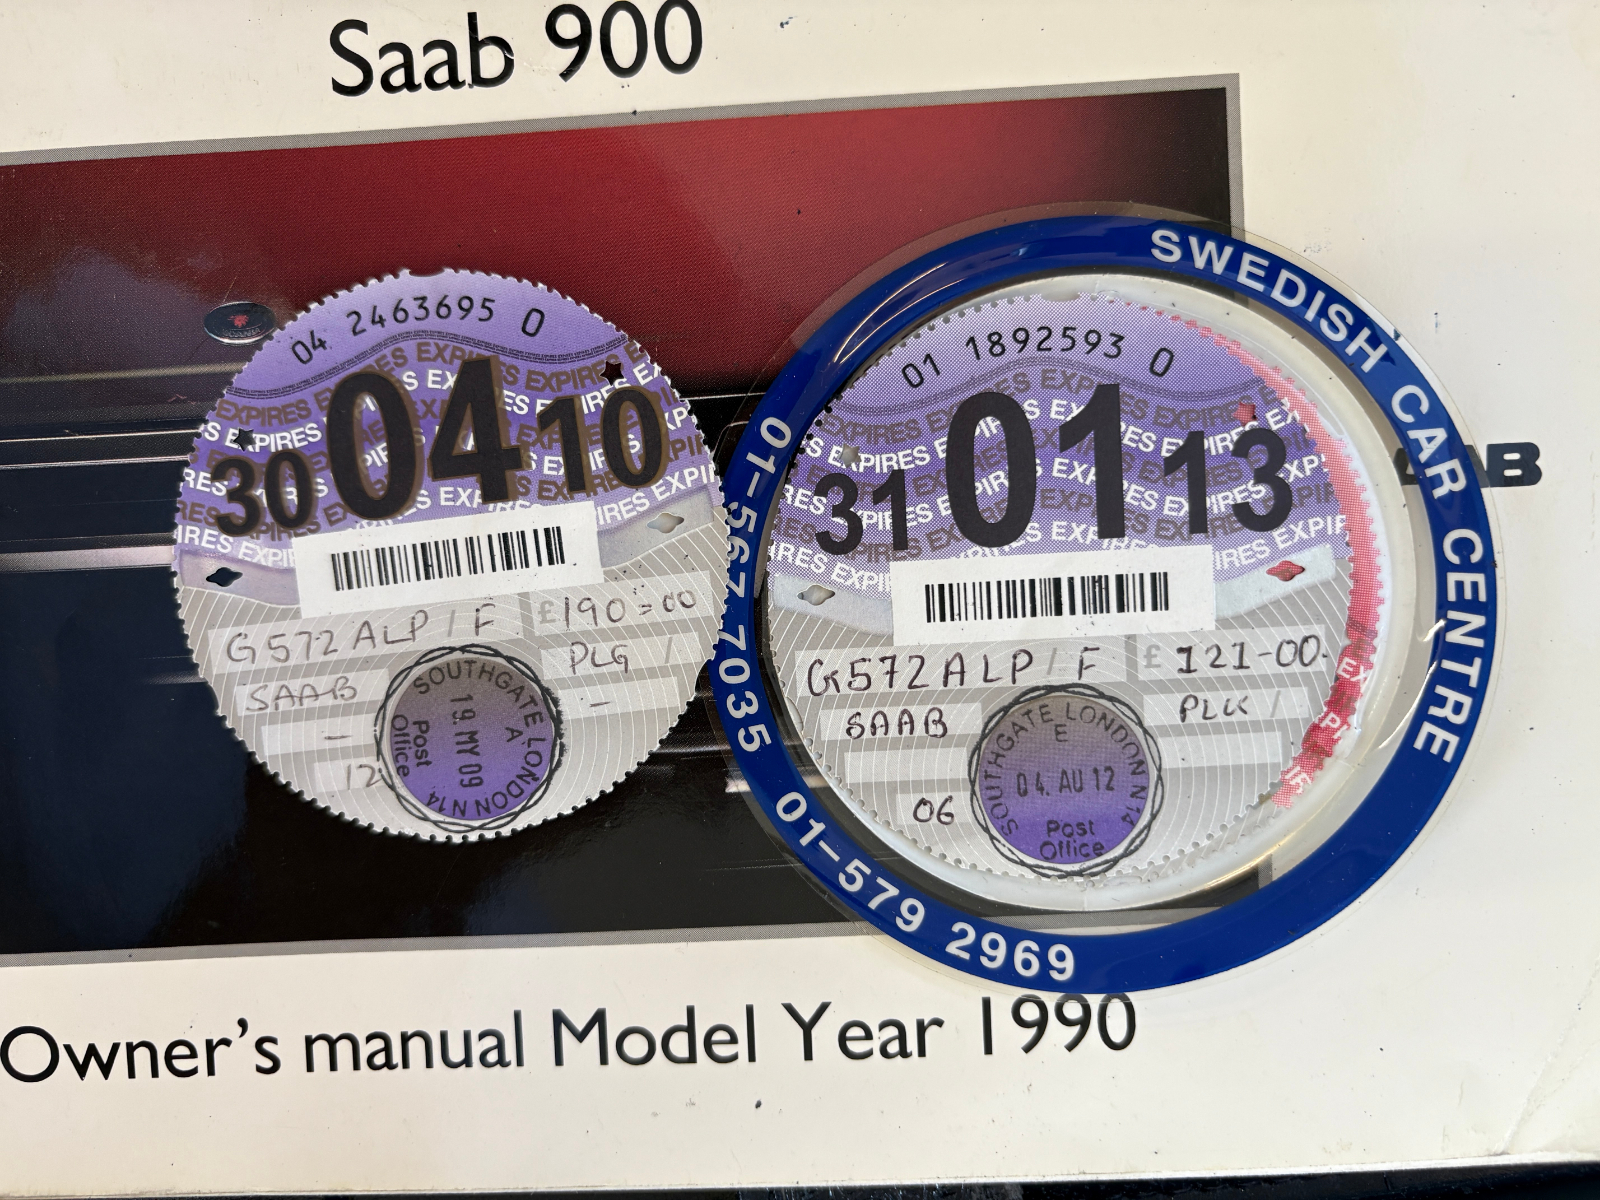 Saab 900
04 2463695 0
EXPIRES
30 04 10
G572ALP / F £190=00
SAAB PLG /
-
-
12
SOUTHGATE LONDON N14
A
19 MY 09
Post
Office
SWEDISH CAR CENTRE
01-567 7035
01-579 2969
01 1892593 0
EXPIRES
31 01 13
G572ALP / F £ 121-00.
SAAB PLG /
06
SOUTHGATE LONDON N14
E
04. AU 12
Post
Office
Owner's manual Model Year 1990